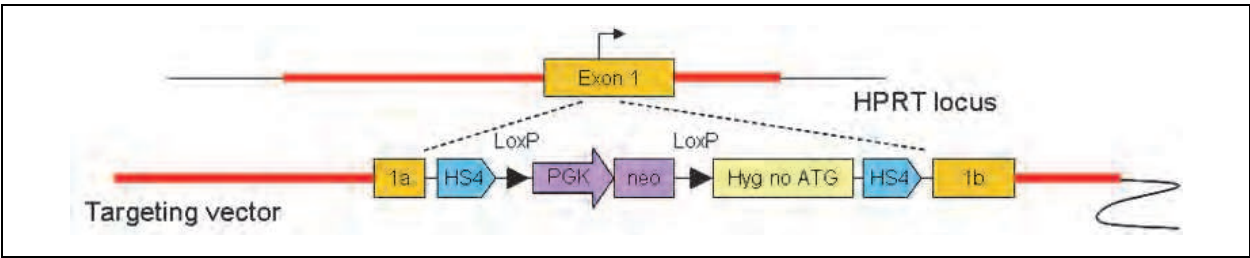 Exon 1
HPRT locus
LoxP LoxP
1a HS4 PGK neo Hyg no ATG HS4 1b
Targeting vector